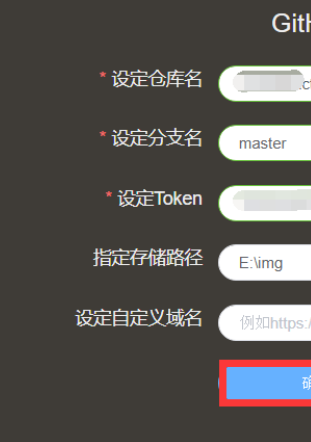 Git
* 设定仓库名
* 设定分支名 master
* 设定Token
指定存储路径 E:\img
设定自定义域名 例如https:/